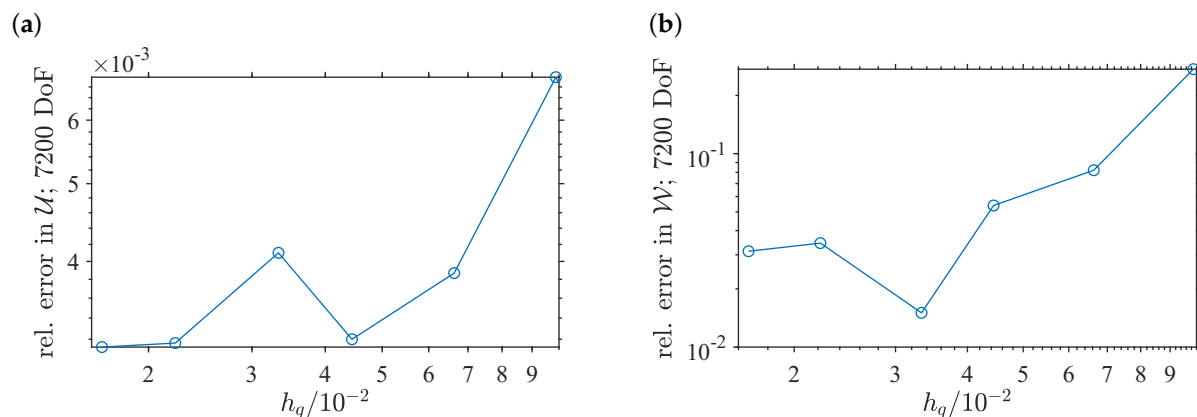 (a)
×10⁻³
rel. error in 𝒰; 7200 DoF
6
5
4
2 3 4 5 6 7 8 9
h_q/10⁻²
(b)
rel. error in 𝒲; 7200 DoF
10⁻¹
10⁻²
2 3 4 5 6 7 8 9
h_q/10⁻²